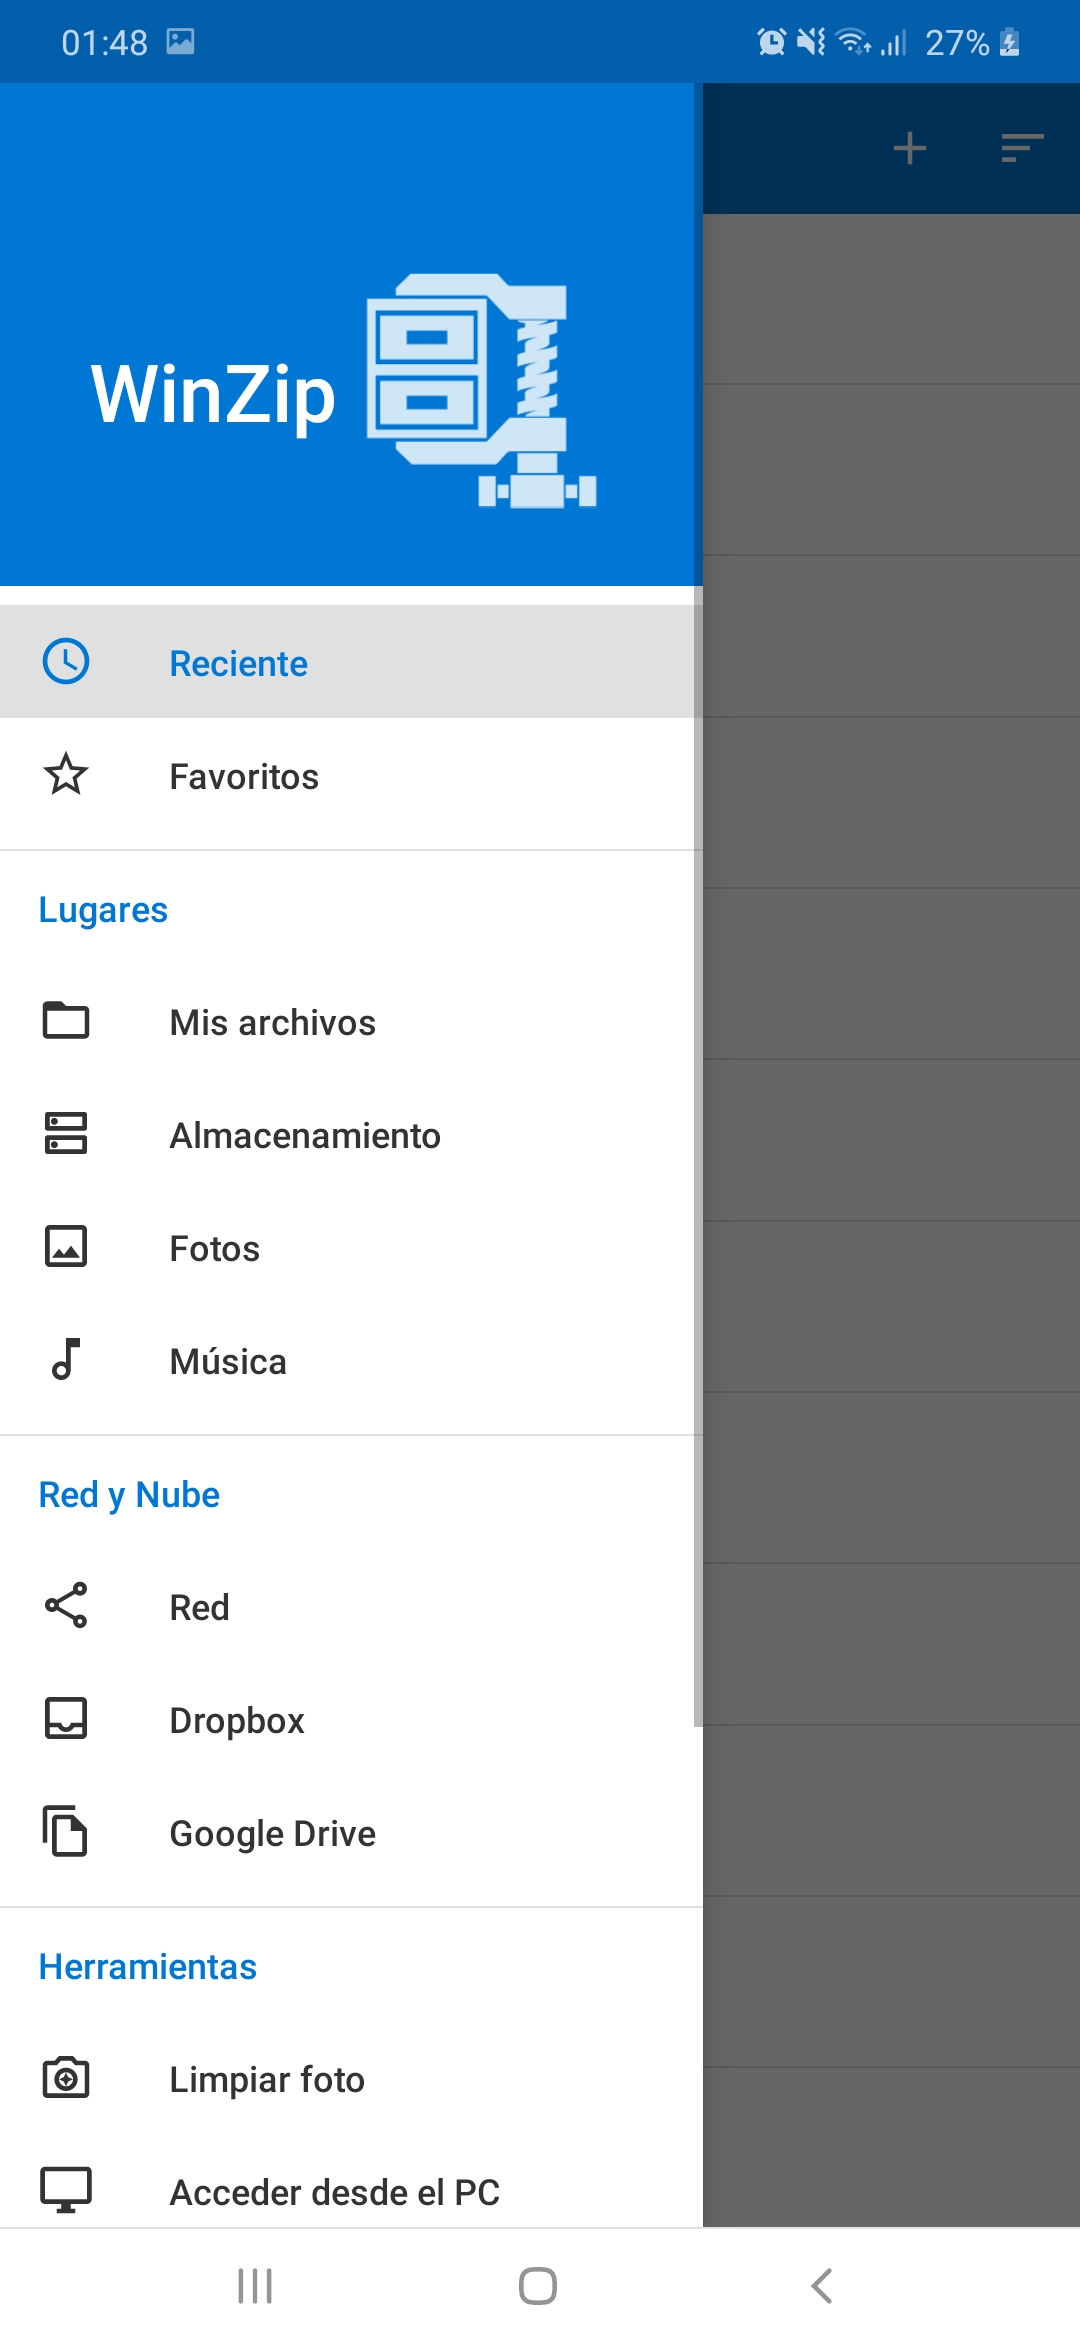 01:48
27%
WinZip
Reciente
Favoritos
Lugares
Mis archivos
Almacenamiento
Fotos
Música
Red y Nube
Red
Dropbox
Google Drive
Herramientas
Limpiar foto
Acceder desde el PC